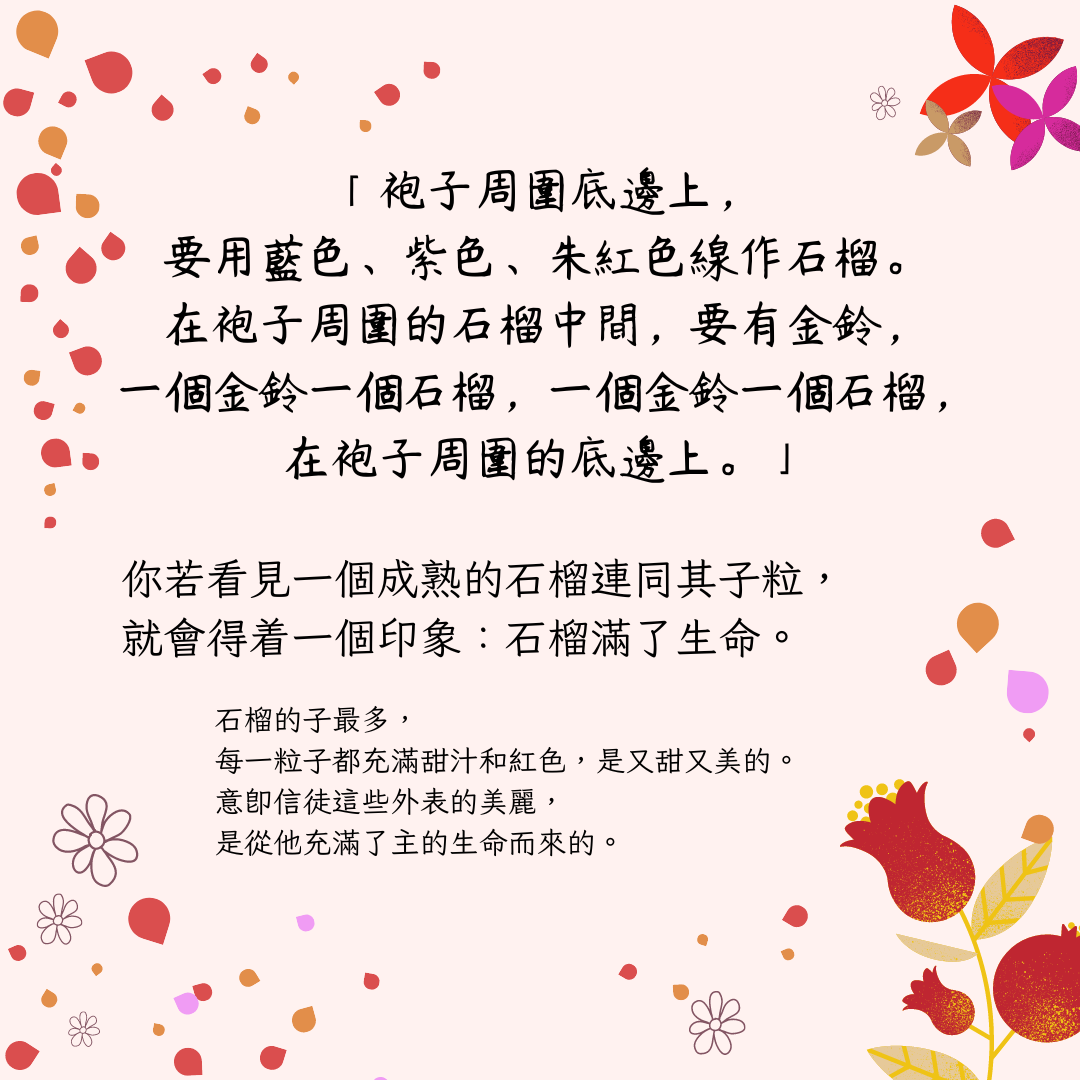 「袍子周圍底邊上，
要用藍色、紫色、朱紅色線作石榴。
在袍子周圍的石榴中間，要有金鈴，
一個金鈴一個石榴，一個金鈴一個石榴，
在袍子周圍的底邊上。」
你若看見一個成熟的石榴連同其子粒，
就會得着一個印象：石榴滿了生命。
石榴的子最多，
每一粒子都充滿甜汁和紅色，是又甜又美的。
意卽信徒這些外表的美麗，
是從他充滿了主的生命而來的。